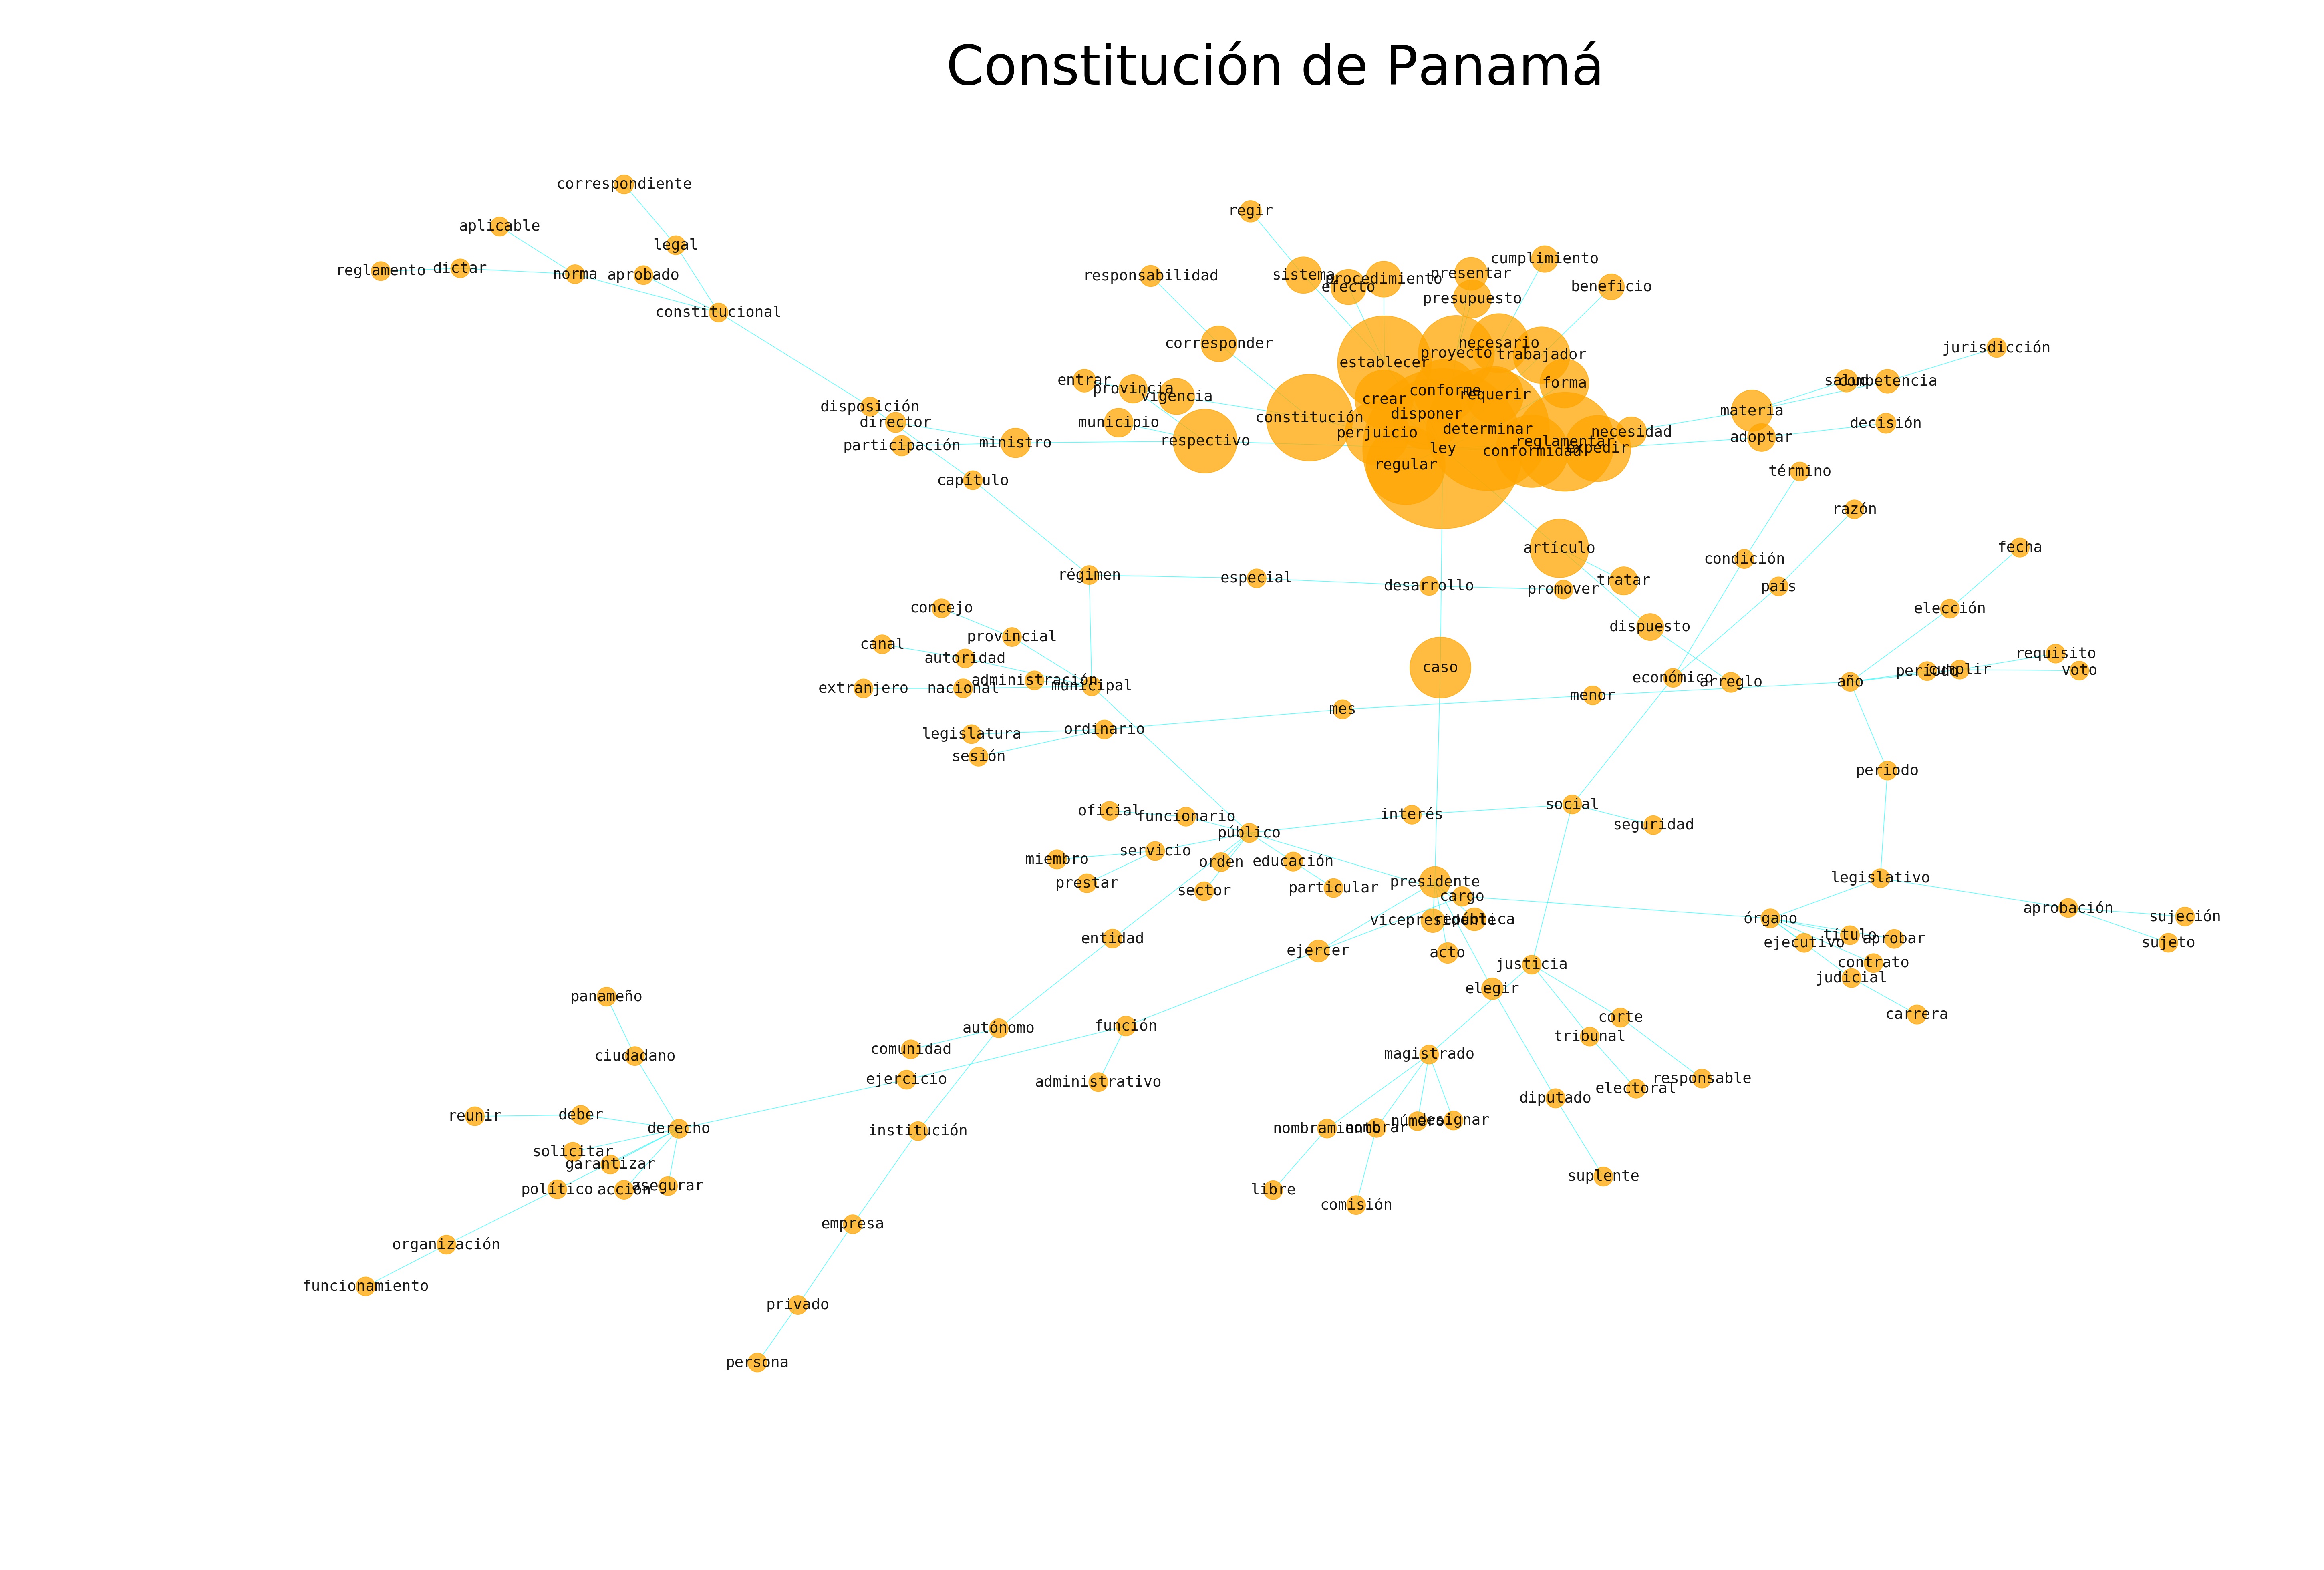 Constitución de Panamá
correspondiente
regir
aplicable
legal
cumplimiento
reglamento
dictar
norma
aprobado
responsabilidad
sistema
efecto
procedimiento
presentar
beneficio
presupuesto
constitucional
corresponder
necesario
jurisdicción
establecer
proyecto
trabajador
entrar
provincia
vigencia
conforme
requerir
forma
salud
competencia
disposición
crear
materia
director
municipio
constitución
disponer
decisión
participación
ministro
respectivo
perjuicio
determinar
necesidad
adoptar
ley
reglamentar
conformidad
expedir
regular
término
capítulo
razón
artículo
fecha
condición
régimen
especial
desarrollo
promover
tratar
país
concejo
elección
provincial
dispuesto
canal
autoridad
requisito
caso
período
cumplir
voto
extranjero
nacional
administración
municipal
económico
arreglo
año
menor
mes
legislatura
ordinario
sesión
periodo
oficial
funcionario
interés
social
seguridad
público
miembro
servicio
orden
educación
prestar
sector
particular
presidente
legislativo
cargo
vicepresidente
república
órgano
aprobación
sujeción
entidad
título
aprobar
ejecutivo
sujeto
ejercer
acto
justicia
contrato
judicial
elegir
panameño
carrera
autónomo
función
corte
tribunal
comunidad
ciudadano
magistrado
ejercicio
administrativo
responsable
electoral
diputado
reunir
deber
derecho
institución
nombramiento
nombrar
número
designar
solicitar
garantizar
suplente
político
acción
asegurar
libre
comisión
empresa
organización
funcionamiento
privado
persona